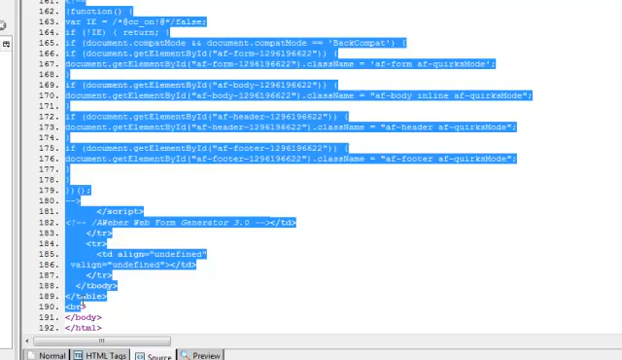 161. <!--
162. (function() {
163. var IE = /*@cc_on!@*/false;
164. if (!IE) { return; }
165. if (document.compatMode && document.compatMode == 'BackCompat') {
166. if (document.getElementById("af-form-1296196622")) {
167. document.getElementById("af-form-1296196622").className = 'af-form af-quirksMode';
168. }
169. if (document.getElementById("af-body-1296196622")) {
170. document.getElementById("af-body-1296196622").className = "af-body inline af-quirksMode";
171. }
172. if (document.getElementById("af-header-1296196622")) {
173. document.getElementById("af-header-1296196622").className = "af-header af-quirksMode";
174. }
175. if (document.getElementById("af-footer-1296196622")) {
176. document.getElementById("af-footer-1296196622").className = "af-footer af-quirksMode";
177. }
178. }
179. })();
180. -->
181. </script>
182. <!-- /AWeber Web Form Generator 3.0 --></td>
183. </tr>
184. <tr>
185. <td align="undefined"
186. valign="undefined"></td>
187. </tr>
188. </tbody>
189. </table>
190. <br>
191. </body>
192. </html>
Normal HTML Tags Source Preview